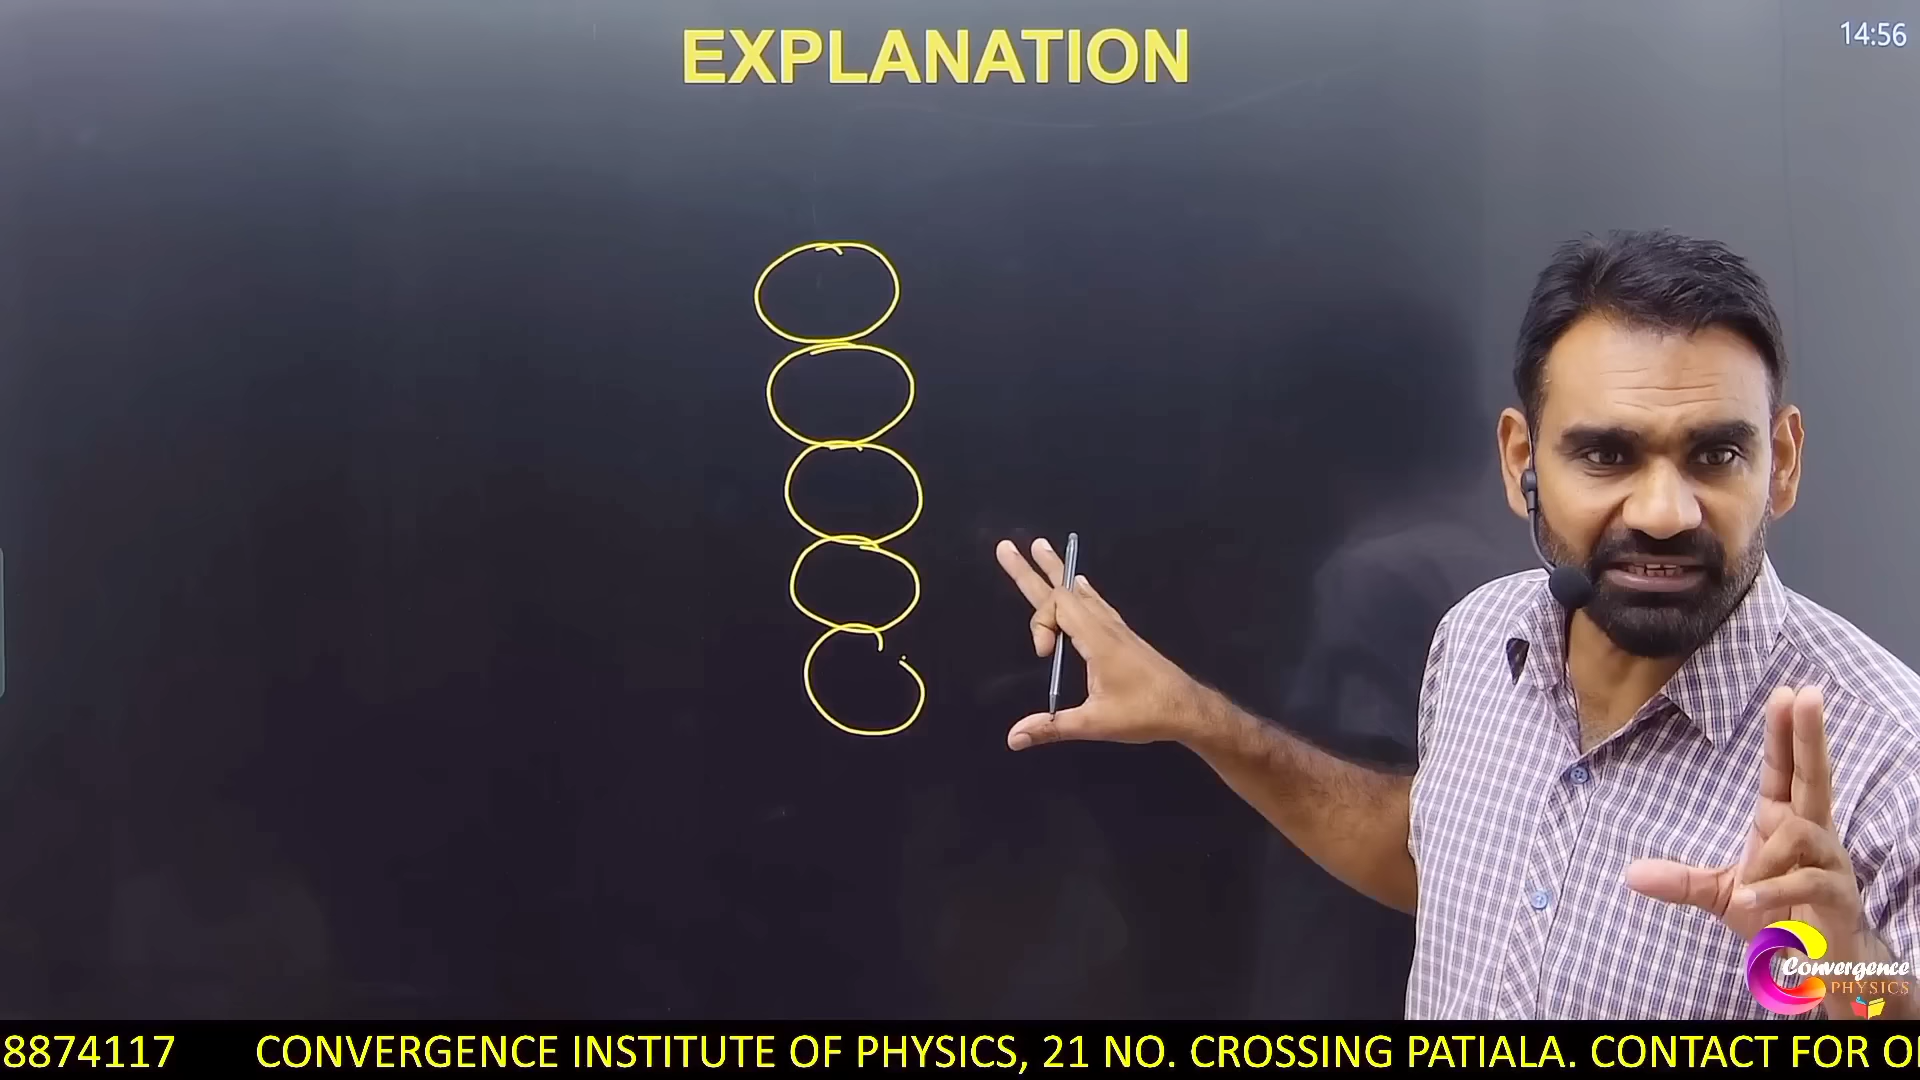 EXPLANATION
14:56
Convergence
PHYSICS
8874117 CONVERGENCE INSTITUTE OF PHYSICS, 21 NO. CROSSING PATIALA. CONTACT FOR O